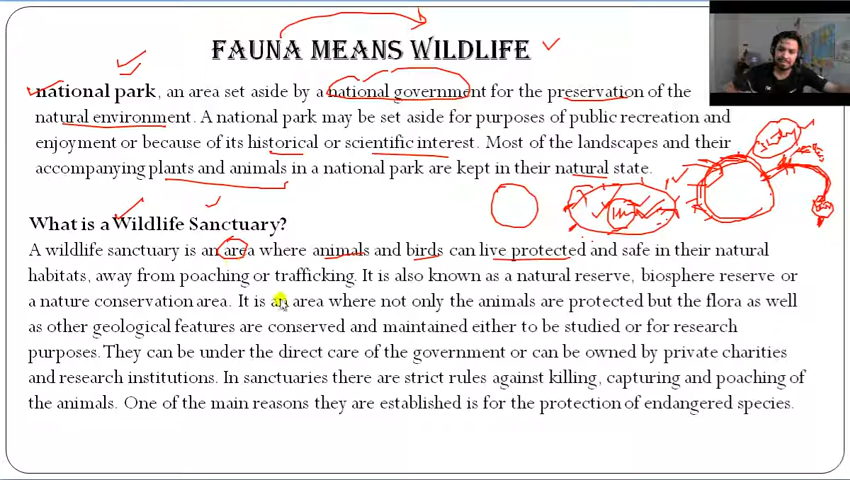 FAUNA MEANS WILDLIFE
national park, an area set aside by a national government for the preservation of the
natural environment. A national park may be set aside for purposes of public recreation and
enjoyment or because of its historical or scientific interest. Most of the landscapes and their
accompanying plants and animals in a national park are kept in their natural state.
What is a Wildlife Sanctuary?
A wildlife sanctuary is an area where animals and birds can live protected and safe in their natural
habitats, away from poaching or trafficking. It is also known as a natural reserve, biosphere reserve or
a nature conservation area. It is an area where not only the animals are protected but the flora as well
as other geological features are conserved and maintained either to be studied or for research
purposes. They can be under the direct care of the government or can be owned by private charities
and research institutions. In sanctuaries there are strict rules against killing, capturing and poaching of
the animals. One of the main reasons they are established is for the protection of endangered species.